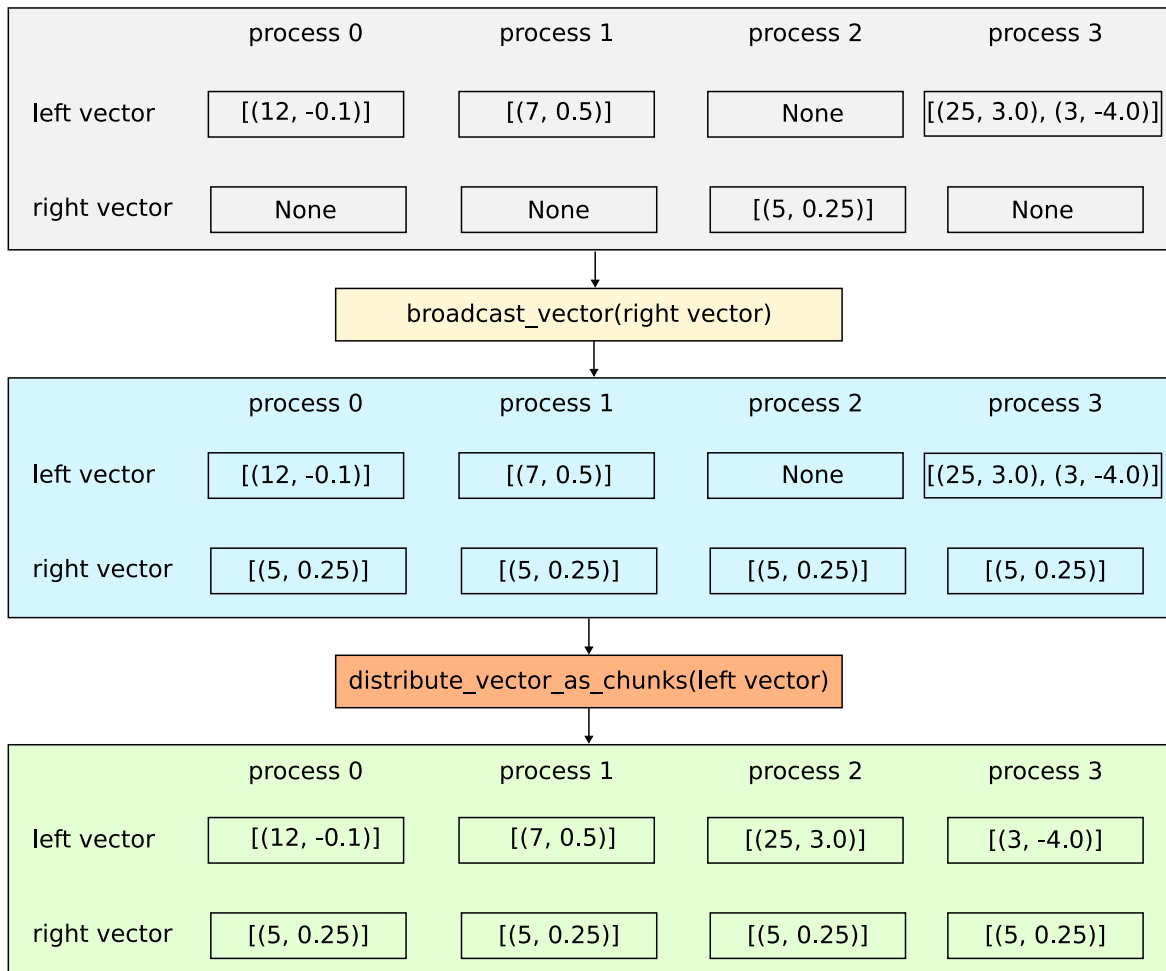 process 0 process 1 process 2 process 3
left vector [(12, -0.1)] [(7, 0.5)] None [(25, 3.0), (3, -4.0)]
right vector None None [(5, 0.25)] None
broadcast_vector(right vector)
process 0 process 1 process 2 process 3
left vector [(12, -0.1)] [(7, 0.5)] None [(25, 3.0), (3, -4.0)]
right vector [(5, 0.25)] [(5, 0.25)] [(5, 0.25)] [(5, 0.25)]
distribute_vector_as_chunks(left vector)
process 0 process 1 process 2 process 3
left vector [(12, -0.1)] [(7, 0.5)] [(25, 3.0)] [(3, -4.0)]
right vector [(5, 0.25)] [(5, 0.25)] [(5, 0.25)] [(5, 0.25)]